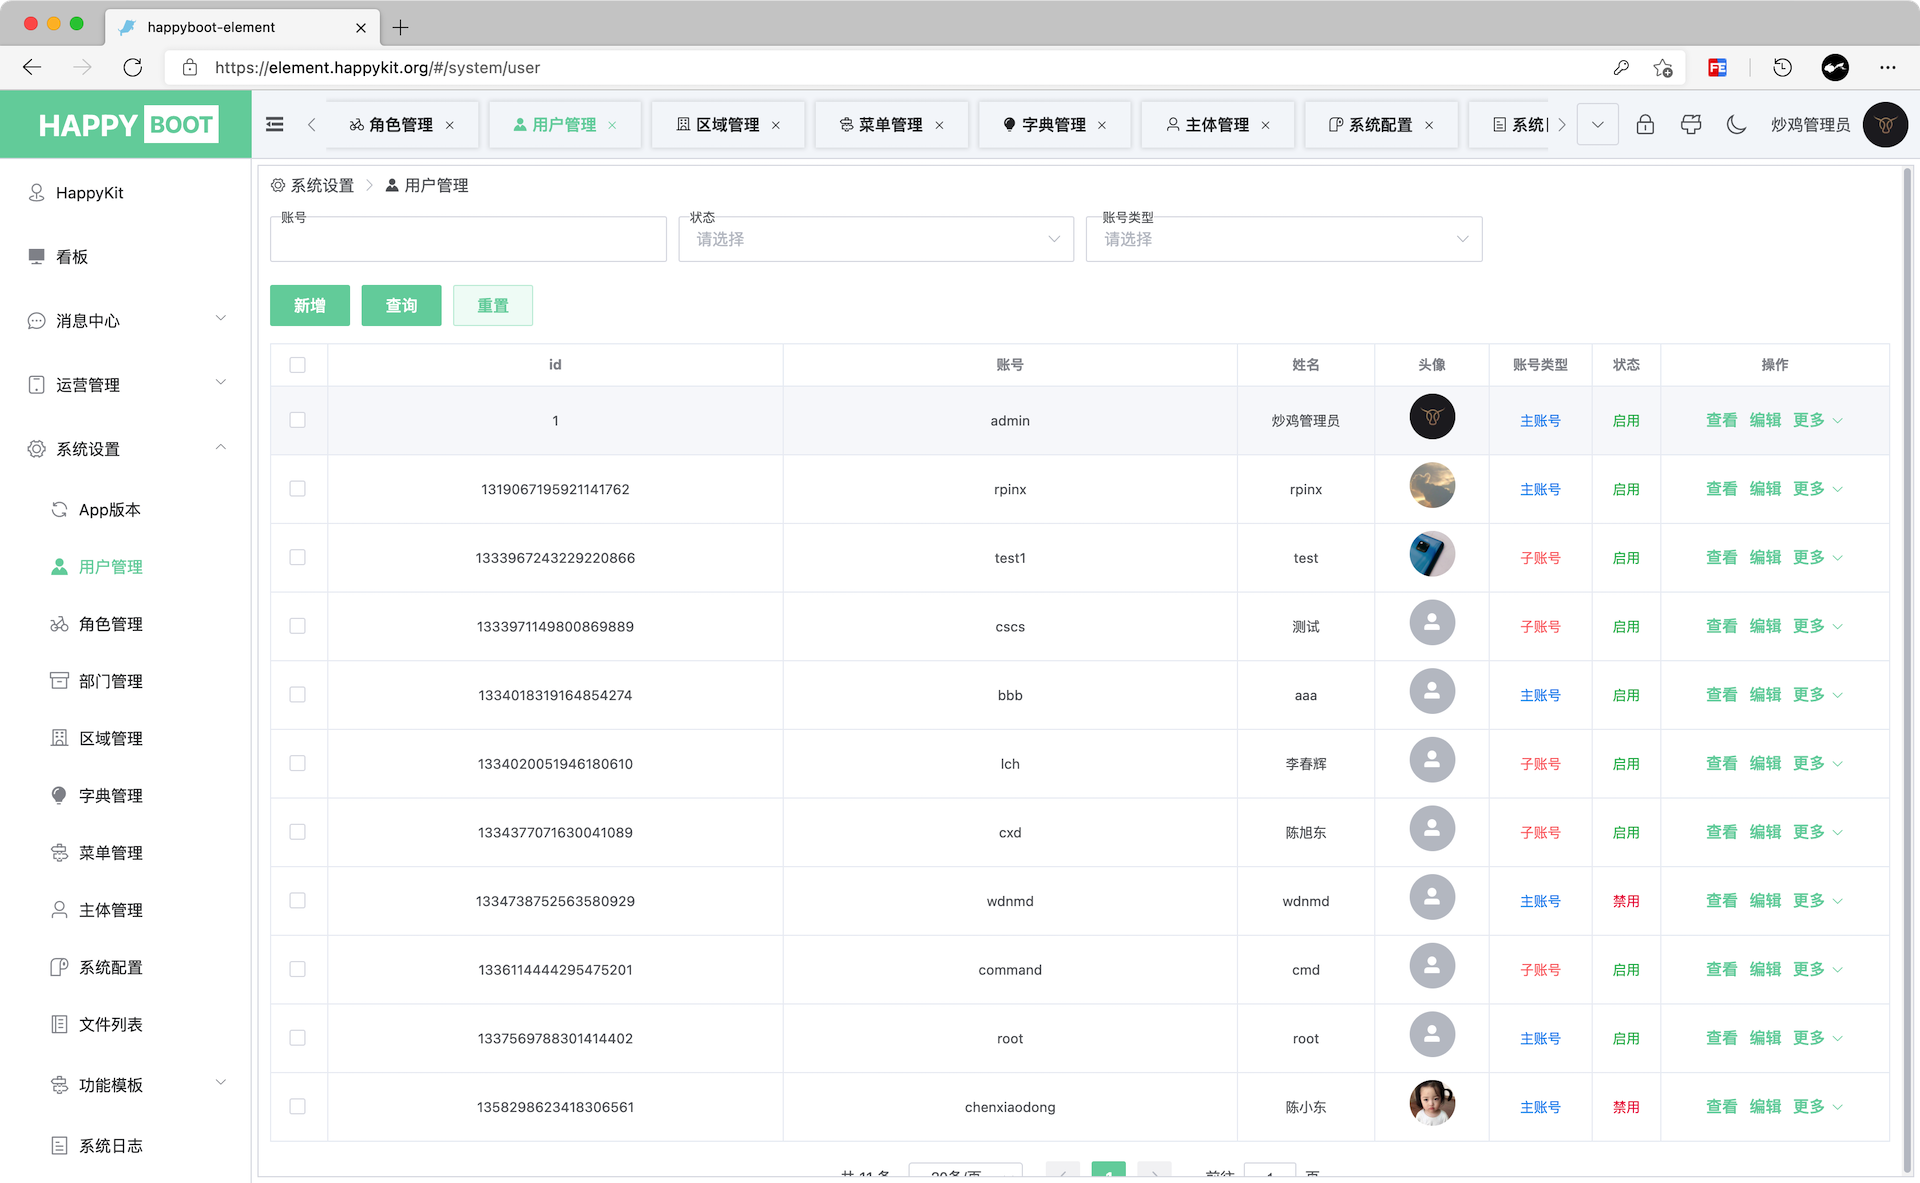 happyboot-element
https://element.happykit.org/#/system/user
HAPPY BOOT
角色管理 用户管理 区域管理 菜单管理 字典管理 主体管理 系统配置 系统
炒鸡管理员
HappyKit
看板
消息中心
运营管理
系统设置
App版本
用户管理
角色管理
部门管理
区域管理
字典管理
菜单管理
主体管理
系统配置
文件列表
功能模板
系统日志
系统设置 用户管理
账号 状态 账号类型
请选择 请选择
新增 查询 重置
id 账号 姓名 头像 账号类型 状态 操作
1 admin 炒鸡管理员 主账号 启用 查看 编辑 更多
1319067195921141762 rpinx rpinx 主账号 启用 查看 编辑 更多
1333967243229220866 test1 test 子账号 启用 查看 编辑 更多
1333971149800869889 cscs 测试 子账号 启用 查看 编辑 更多
1334018319164854274 bbb aaa 主账号 启用 查看 编辑 更多
1334020051946180610 lch 李春辉 子账号 启用 查看 编辑 更多
1334377071630041089 cxd 陈旭东 子账号 启用 查看 编辑 更多
1334738752563580929 wdnmd wdnmd 主账号 禁用 查看 编辑 更多
1336114444295475201 command cmd 子账号 启用 查看 编辑 更多
1337569788301414402 root root 主账号 启用 查看 编辑 更多
1358298623418306561 chenxiaodong 陈小东 主账号 禁用 查看 编辑 更多
共 11 条 20条/页 1 前往 1 页